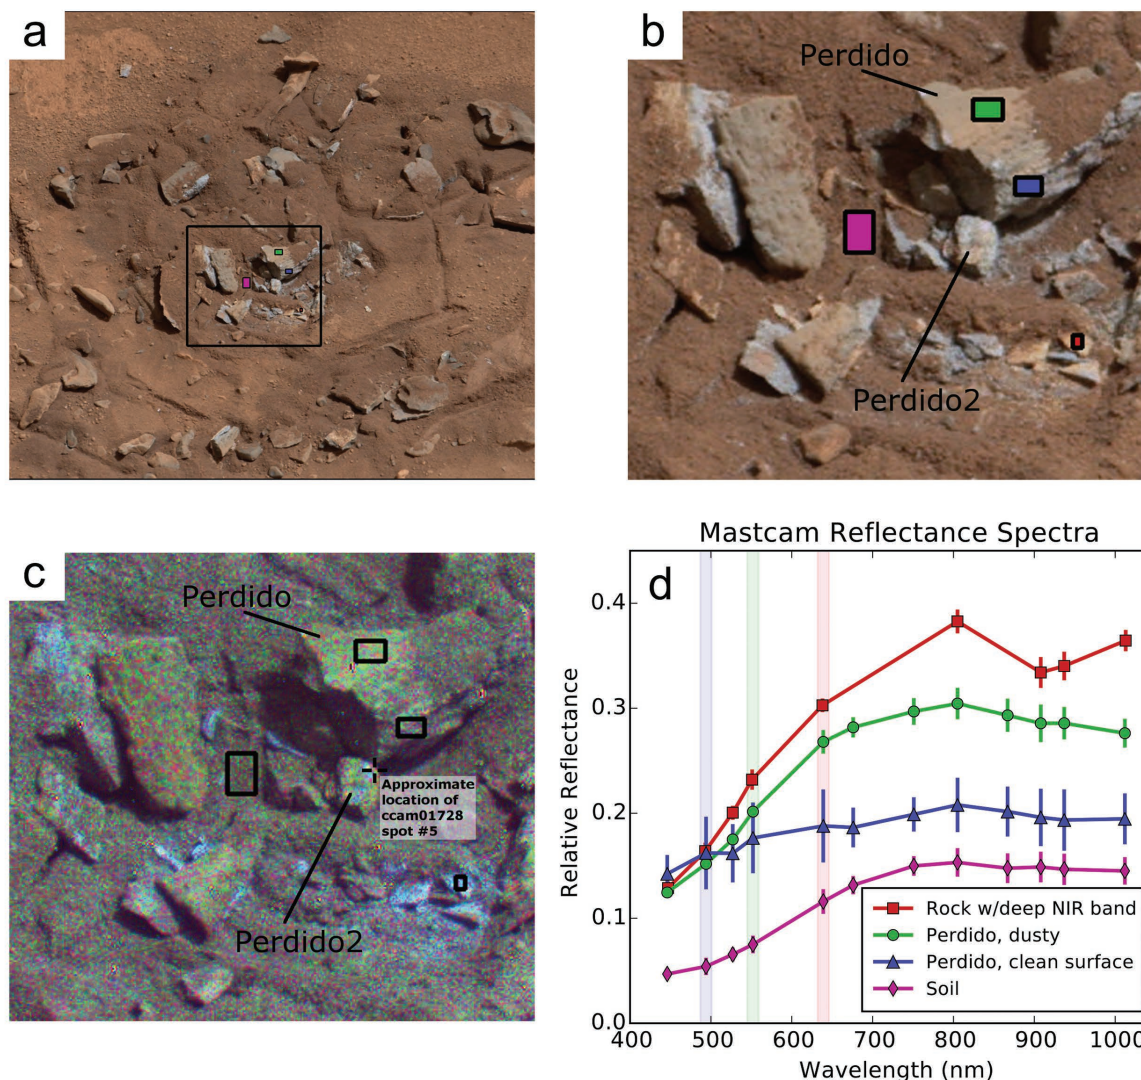 a
b
Perdido
Perdido2
c
Perdido
Approximate
location of
ccam01728
spot #5
Perdido2
Mastcam Reflectance Spectra
d
0.4
0.3
0.2
0.1
0.0
Relative Reflectance
Rock w/deep NIR band
Perdido, dusty
Perdido, clean surface
Soil
400 500 600 700 800 900 1000
Wavelength (nm)